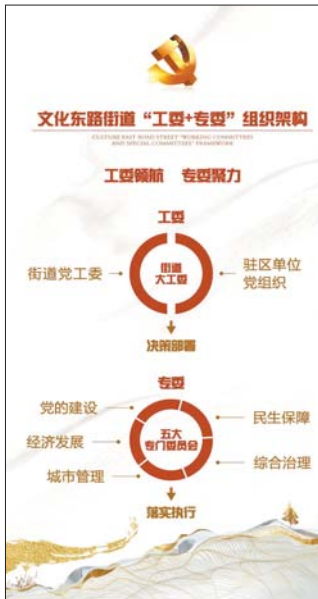 文化东路街道“工委+专委”组织架构
CULTURE EAST ROAD STREET "WORKING COMMITTEES
AND SPECIAL COMMITTEES" FRAMEWORK
工委领航 专委聚力
工委
街道党工委
街道
大工委
驻区单位
党组织
决策部署
专委
党的建设
经济发展
城市管理
五大
专门委员会
民生保障
综合治理
落实执行